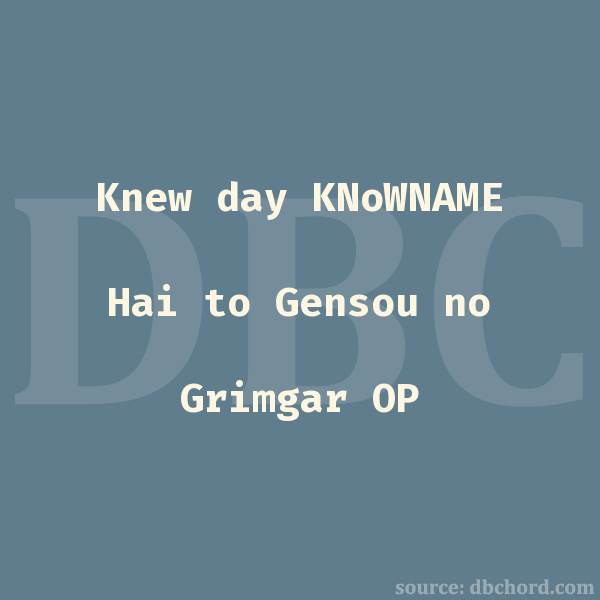 Knew day KNoWNAME
Hai to Gensou no
Grimgar OP
DBC
source: dbchord.com